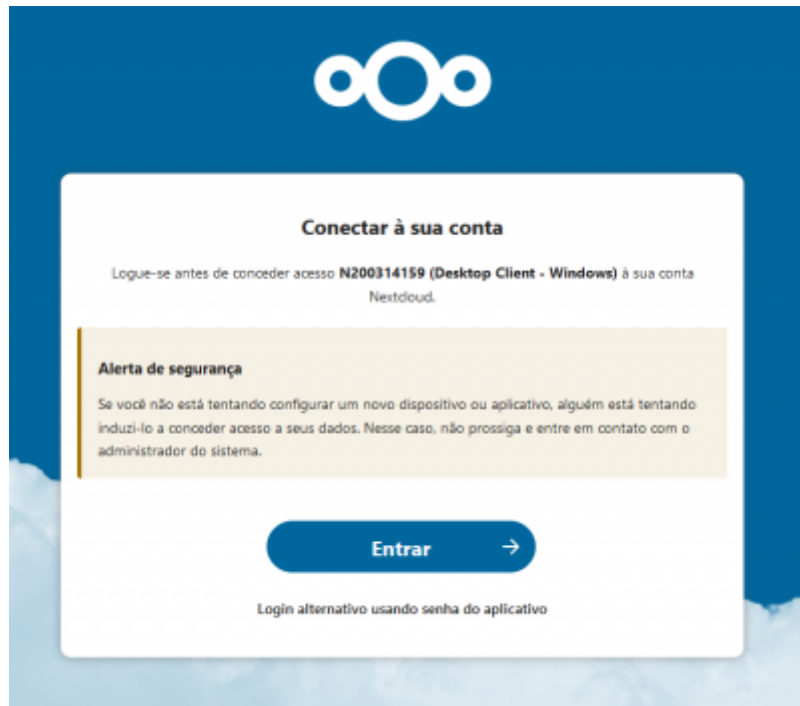 Conectar à sua conta
Logue-se antes de conceder acesso N200314159 (Desktop Client - Windows) à sua conta
Nextcloud.
Alerta de segurança
Se você não está tentando configurar um novo dispositivo ou aplicativo, alguém está tentando
induzi-lo a conceder acesso a seus dados. Nesse caso, não prossiga e entre em contato com o
administrador do sistema.
Entrar
Login alternativo usando senha do aplicativo